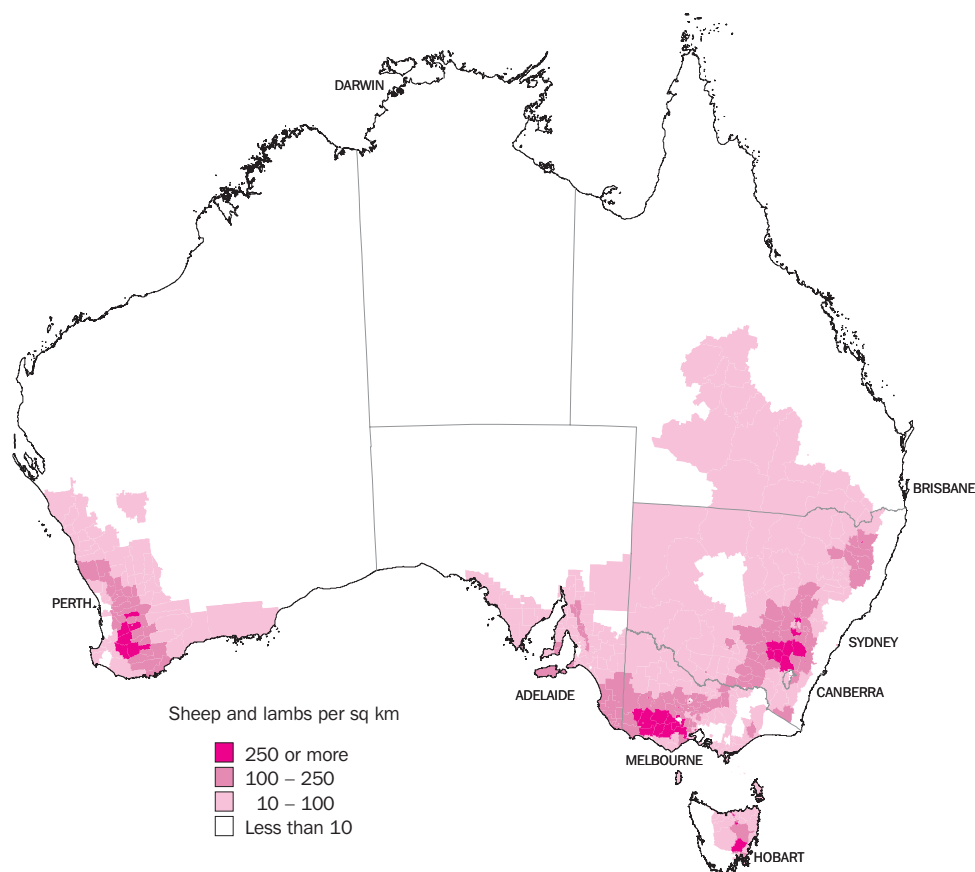 DARWIN
BRISBANE
PERTH
SYDNEY
ADELAIDE
CANBERRA
Sheep and lambs per sq km
250 or more
MELBOURNE
100 – 250
10 – 100
Less than 10
HOBART